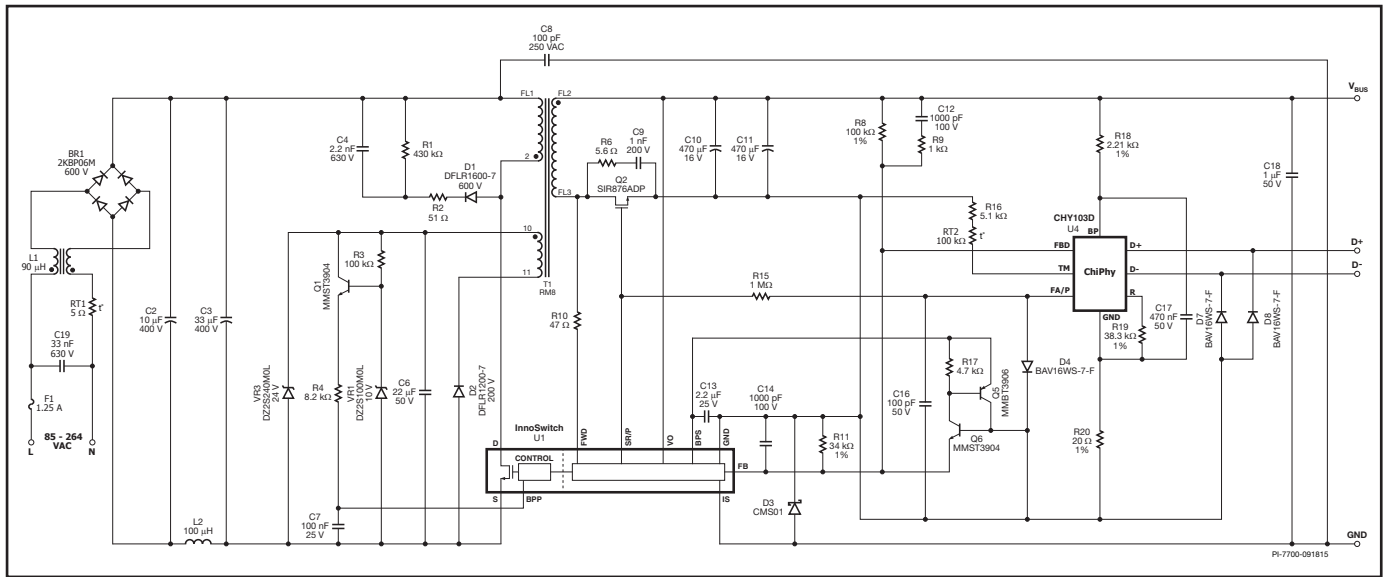 C8
100 pF
250 VAC
VBUS
FL1
FL2
C4
2.2 nF
630 V
R1
430 kΩ
D1
DFLR1600-7
600 V
R2
51 Ω
2
BR1
2KBP06M
600 V
L1
90 µH
RT1
5 Ω
t°
C19
33 nF
630 V
F1
1.25 A
85 - 264
VAC
L
N
C2
10 µF
400 V
C3
33 µF
400 V
L2
100 µH
10
11
T1
RM8
R3
100 kΩ
Q1
MMST3904
VR3
DZ2S240M0L
24 V
R4
8.2 kΩ
VR1
DZ2S100M0L
10 V
C6
22 µF
50 V
D2
DFLR1200-7
200 V
C7
100 nF
25 V
R6
5.6 Ω
C9
1 nF
200 V
Q2
SIR876ADP
FL3
C10
470 µF
16 V
C11
470 µF
16 V
R8
100 kΩ
1%
C12
1000 pF
100 V
R9
1 kΩ
R10
47 Ω
R15
1 MΩ
R16
5.1 kΩ
RT2
100 kΩ
t°
R18
2.21 kΩ
1%
C18
1 µF
50 V
CHY103D
U4
BP
FBD
D+
TM
D-
ChiPhy
FA/P
R
GND
D+
D-
C17
470 nF
50 V
R19
38.3 kΩ
1%
D7
BAV16WS-7-F
D8
BAV16WS-7-F
R17
4.7 kΩ
D4
BAV16WS-7-F
Q5
MMBT3906
Q6
MMST3904
C16
100 pF
50 V
R20
20 Ω
1%
C13
2.2 µF
25 V
C14
1000 pF
100 V
R11
34 kΩ
1%
D3
CMS01
InnoSwitch
U1
D
FWD
SR/P
VO
BPS
GND
CONTROL
FB
S
BPP
IS
GND
PI-7700-091815